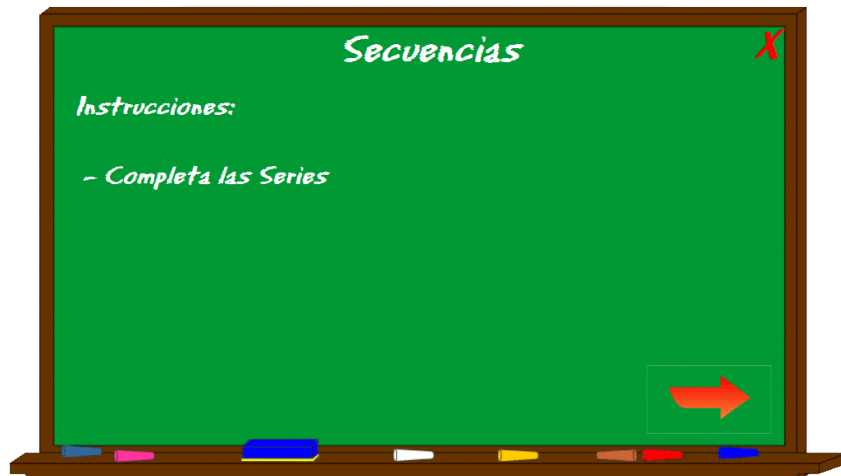 Secuencias
X
Instrucciones:
- Completa las Series